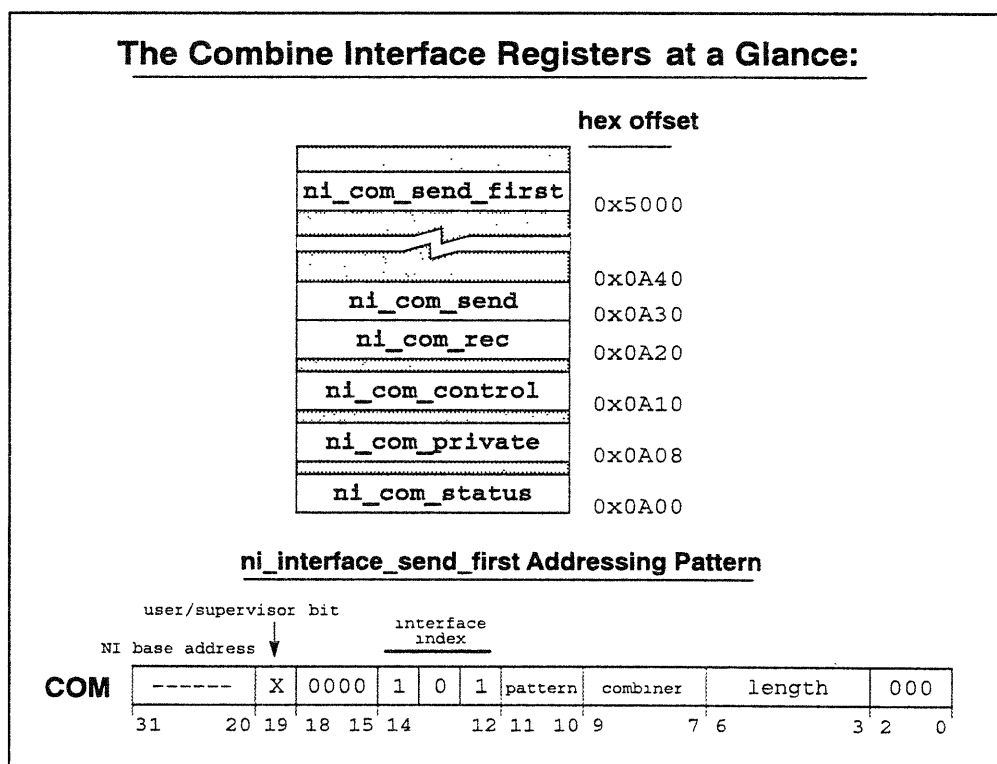 The Combine Interface Registers at a Glance:
hex offset
ni_com_send_first 0x5000
0x0A40
ni_com_send 0x0A30
ni_com_rec 0x0A20
ni_com_control 0x0A10
ni_com_private 0x0A08
ni_com_status 0x0A00
ni_interface_send_first Addressing Pattern
user/supervisor bit
interface
index
NI base address
COM ------ X 0000 1 0 1 pattern combiner length 000
31 20 19 18 15 14 12 11 10 9 7 6 3 2 0